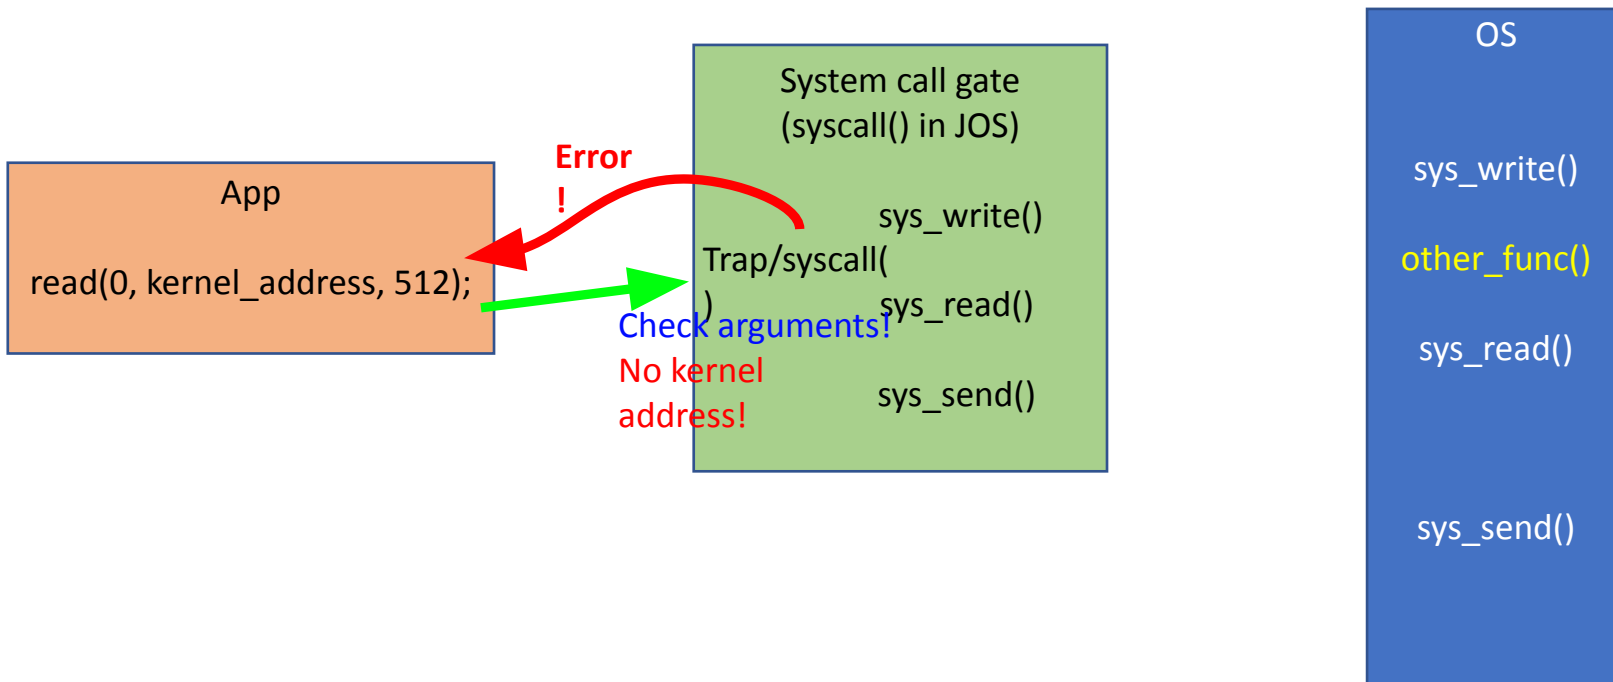 App
read(0, kernel_address, 512);
Error
!
System call gate
(syscall() in JOS)
sys_write()
Trap/syscall(
)
sys_read()
Check arguments!
No kernel
address!
sys_send()
OS
sys_write()
other_func()
sys_read()
sys_send()